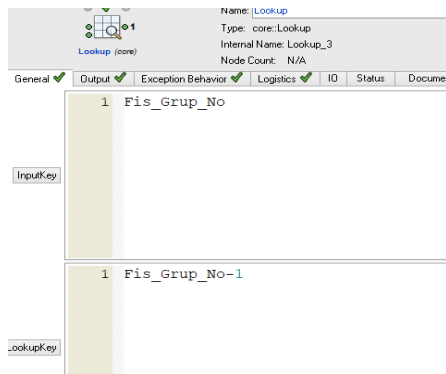 Name: Lookup
1
Type: core::Lookup
Lookup (core)
Internal Name: Lookup_3
Node Count: N/A
General Output Exception Behavior Logistics IO Status Docume
1 Fis_Grup_No
InputKey
1 Fis_Grup_No-1
LookupKey